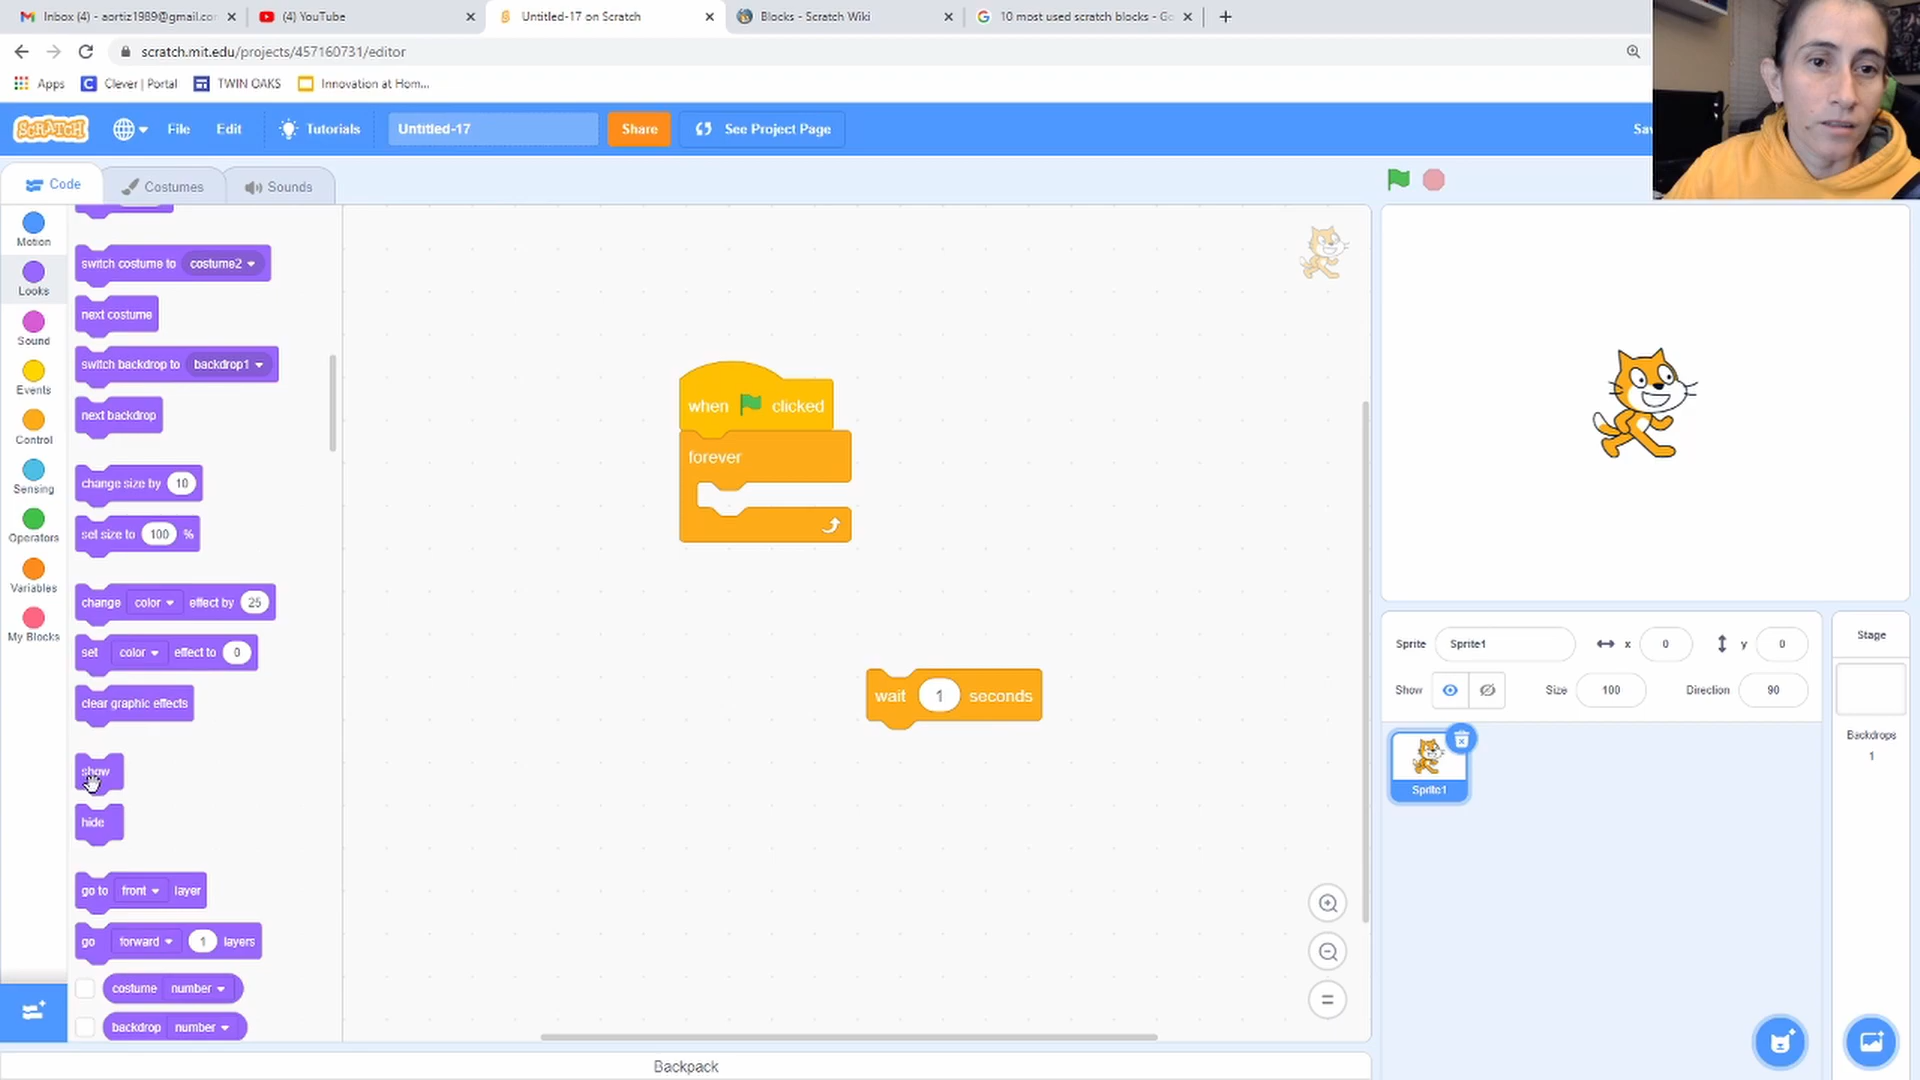 Inbox (4) - aortiz1989@gmail.co
(4) YouTube
Untitled-17 on Scratch
Blocks - Scratch Wiki
10 most used scratch blocks - Go
scratch.mit.edu/projects/457160731/editor
Apps
Clever | Portal
TWIN OAKS
Innovation at Hom...
SCRATCH
File
Edit
Tutorials
Untitled-17
Share
See Project Page
Code
Costumes
Sounds
Motion
Looks
Sound
Events
Control
Sensing
Operators
Variables
My Blocks
switch costume to costume2
next costume
switch backdrop to backdrop1
next backdrop
change size by 10
set size to 100 %
change color effect by 25
set color effect to 0
clear graphic effects
show
hide
go to front layer
go forward 1 layers
costume number
backdrop number
when clicked
forever
wait 1 seconds
Sprite Sprite1 x 0 y 0
Show Size 100 Direction 90
Sprite1
Stage
Backdrops
1
Backpack